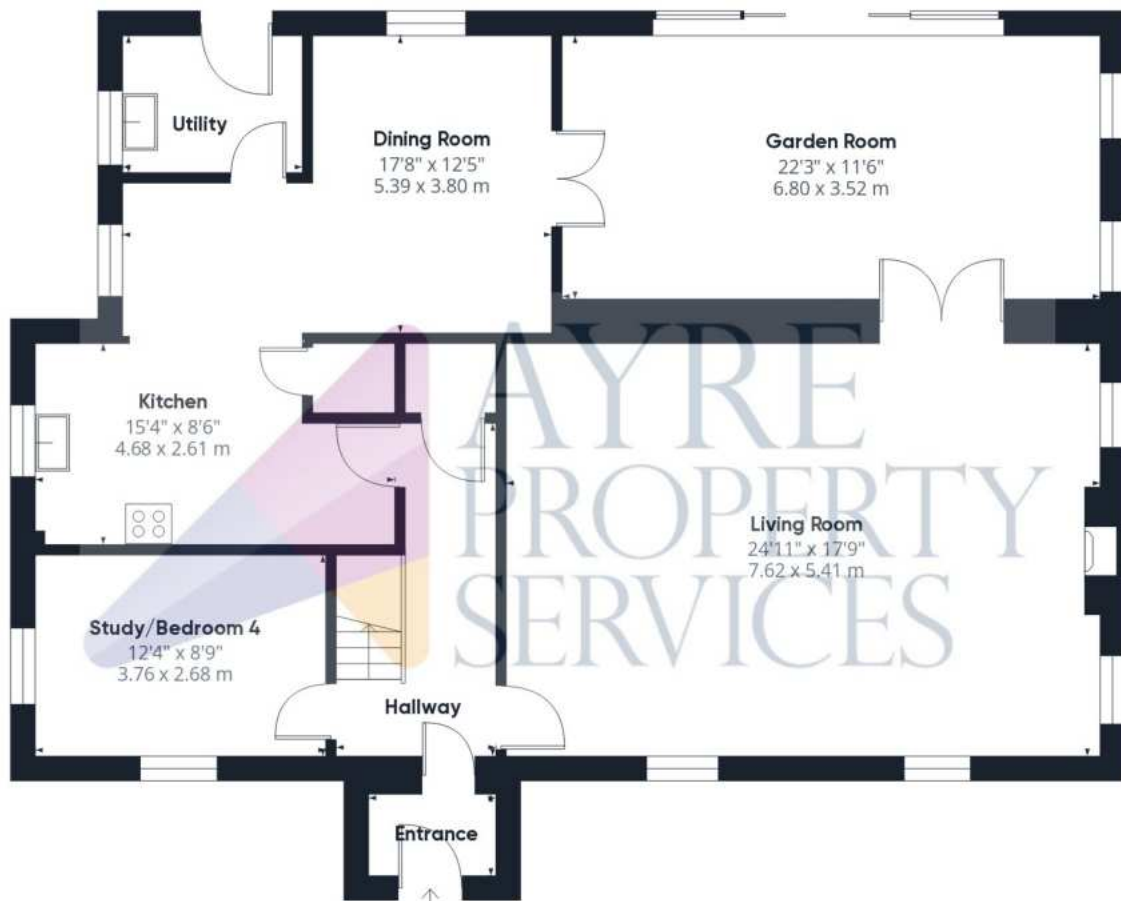 Utility
Dining Room
17'8" x 12'5"
5.39 x 3.80 m
Garden Room
22'3" x 11'6"
6.80 x 3.52 m
Kitchen
15'4" x 8'6"
4.68 x 2.61 m
AYRE
PROPERTY
SERVICES
Living Room
24'11" x 17'9"
7.62 x 5.41 m
Study/Bedroom 4
12'4" x 8'9"
3.76 x 2.68 m
Hallway
Entrance